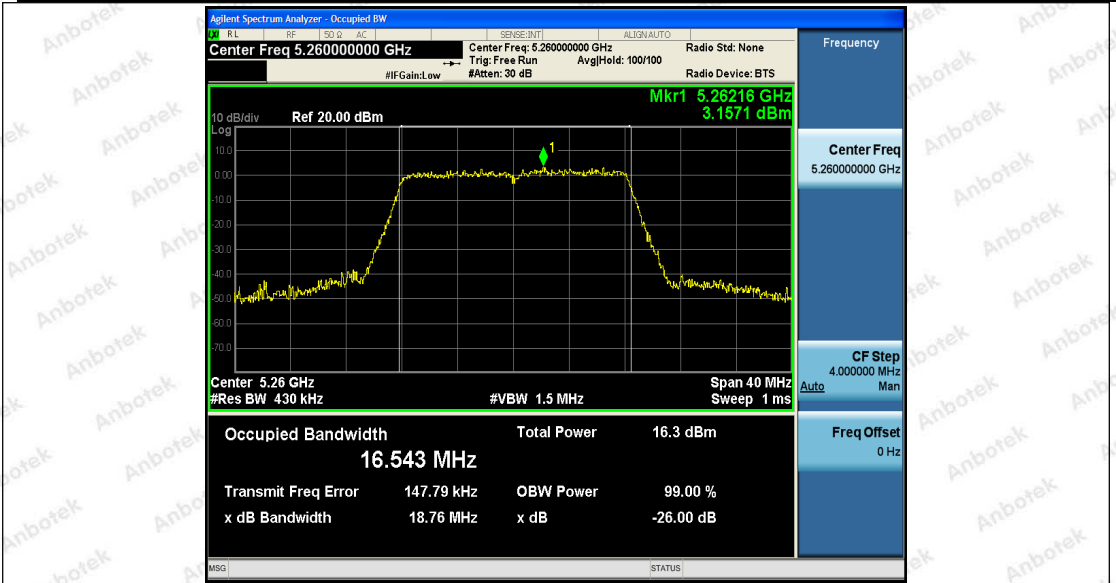 Agilent Spectrum Analyzer - Occupied BW
RL RF 50 Ω AC SENSE:INT ALIGN AUTO
Center Freq 5.260000000 GHz
Center Freq: 5.260000000 GHz Radio Std: None
Trig: Free Run Avg|Hold: 100/100
#IFGain:Low #Atten: 30 dB Radio Device: BTS
Mkr1 5.26216 GHz
3.1571 dBm
10 dB/div Ref 20.00 dBm
Log
10.0
1
0.00
-10.0
-20.0
-30.0
-40.0
-50.0
-60.0
-70.0
Center 5.26 GHz Span 40 MHz
#Res BW 430 kHz #VBW 1.5 MHz Sweep 1 ms
Occupied Bandwidth Total Power 16.3 dBm
16.543 MHz
Transmit Freq Error 147.79 kHz OBW Power 99.00 %
x dB Bandwidth 18.76 MHz x dB -26.00 dB
MSG STATUS
Frequency
Center Freq
5.260000000 GHz
CF Step
4.000000 MHz
Auto Man
Freq Offset
0 Hz
Anbotek